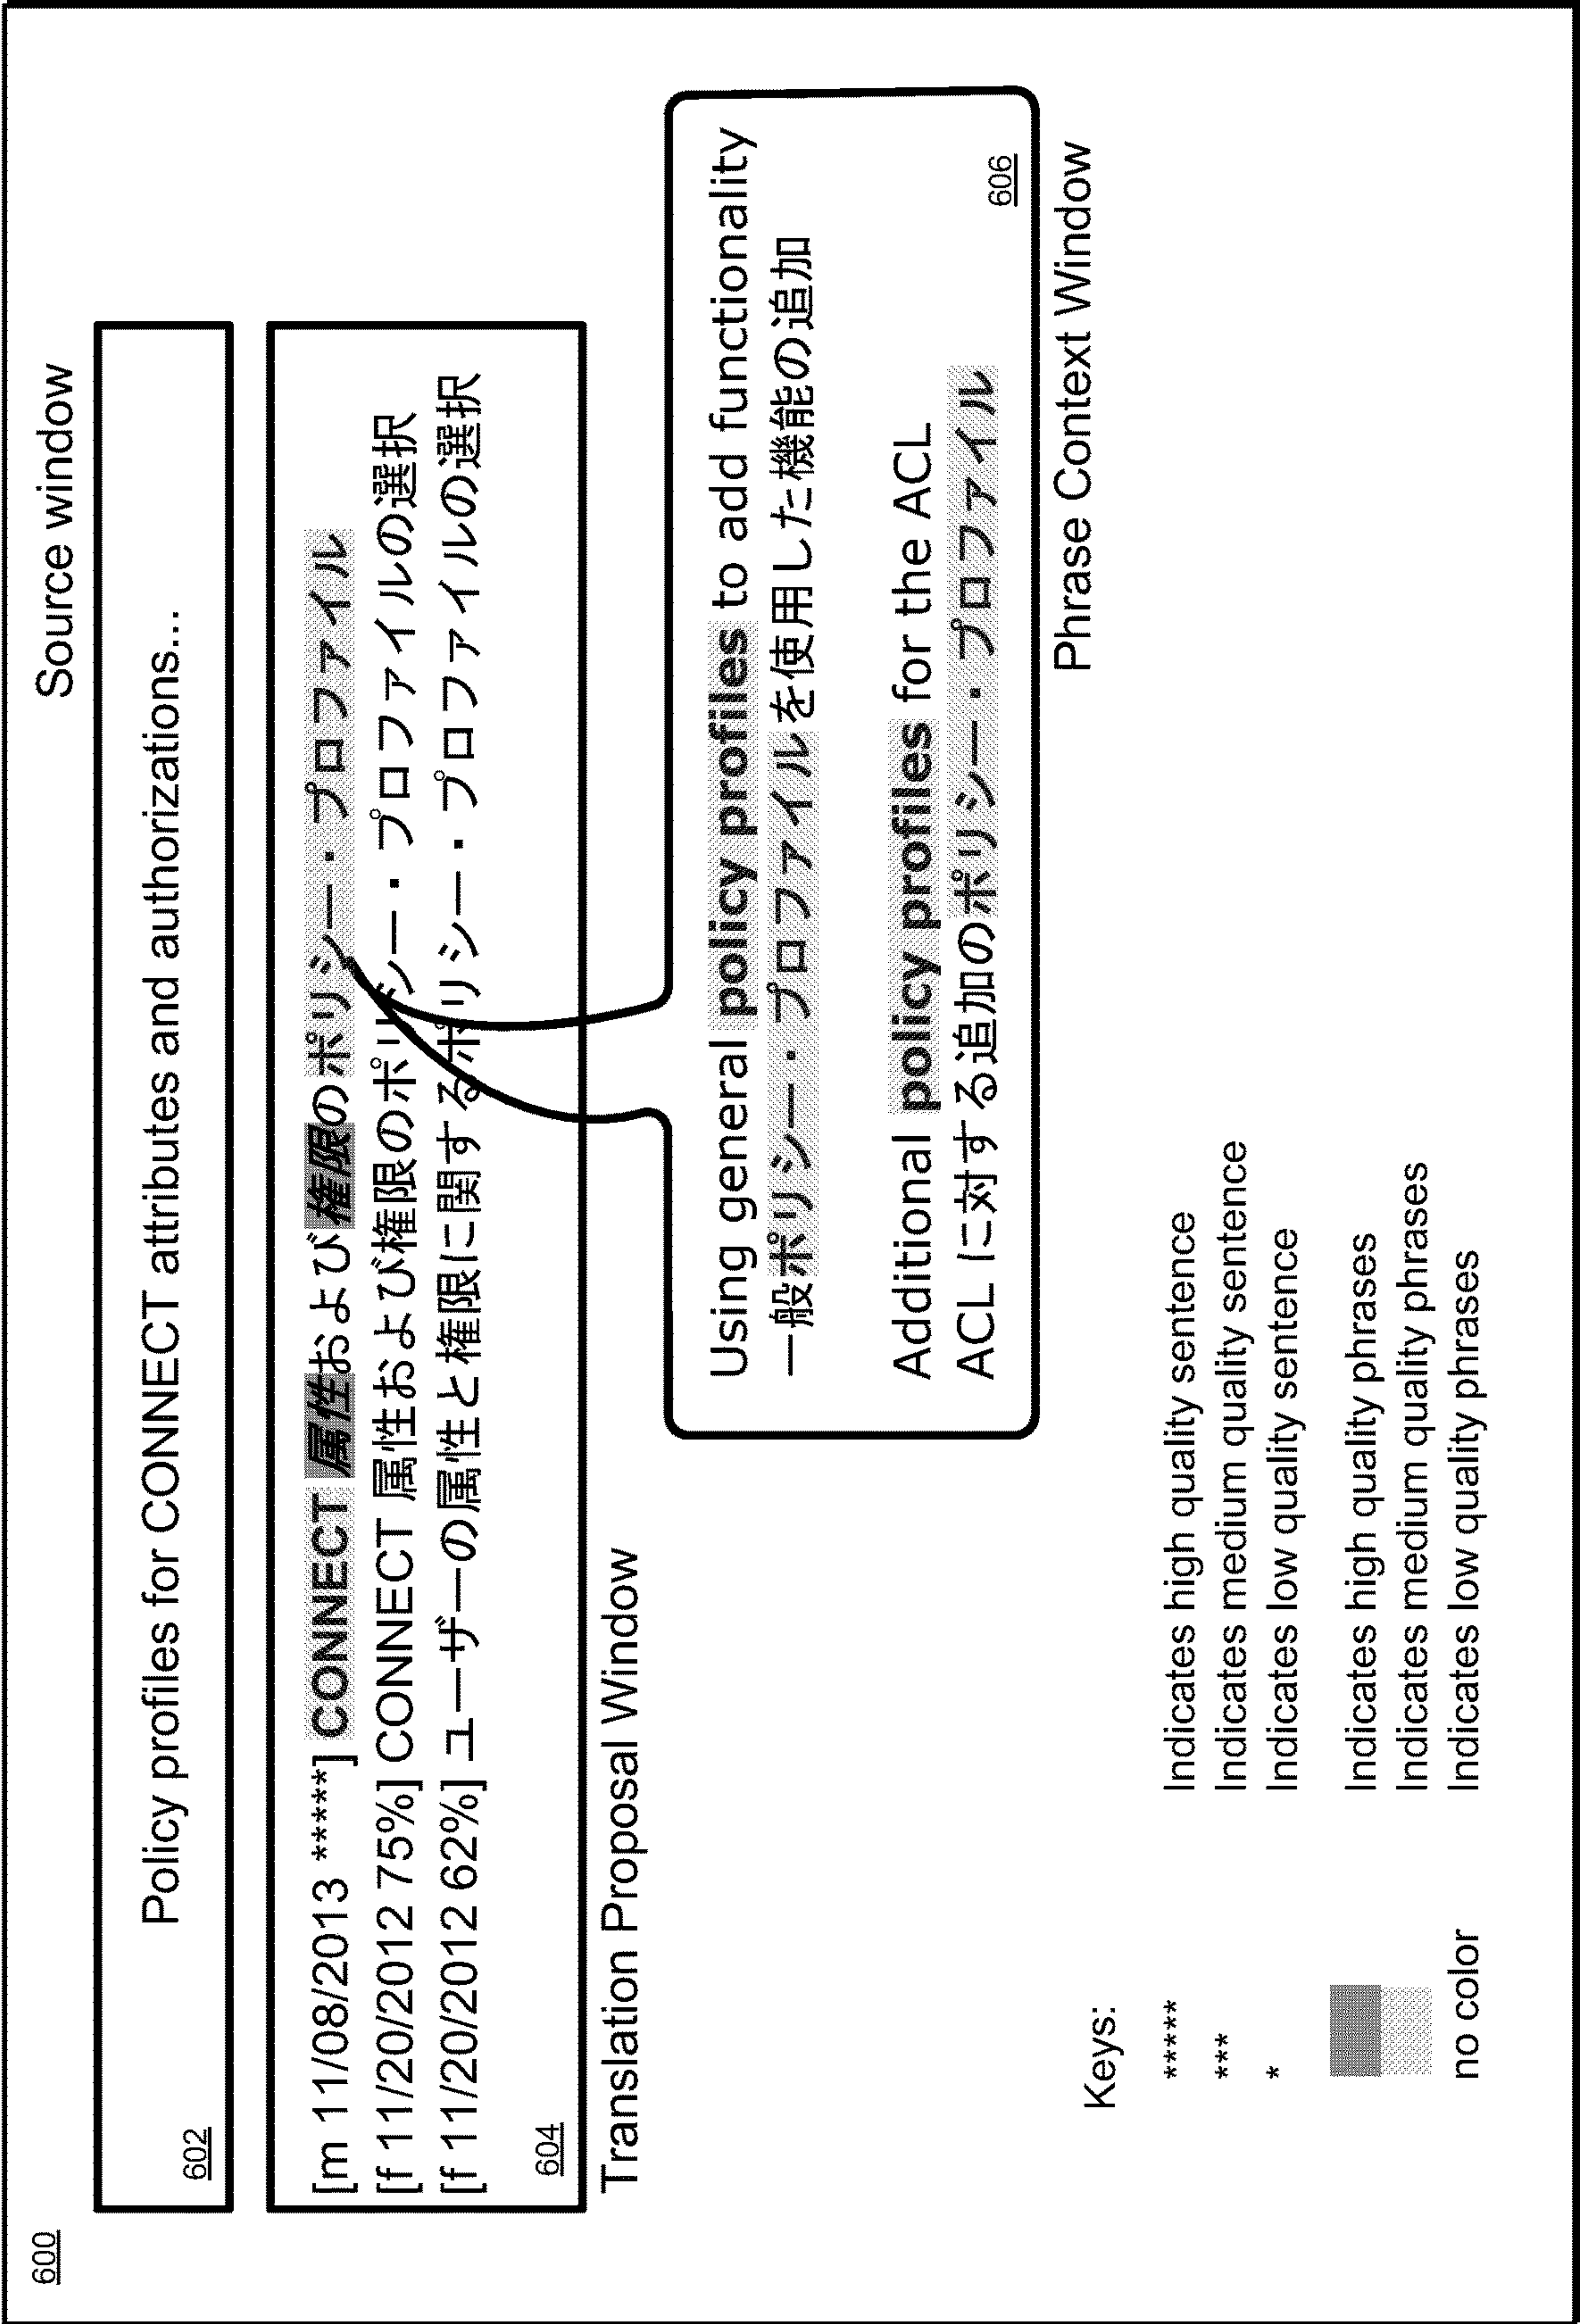 600
Source window
Policy profiles for CONNECT attributes and authorizations...
602
[m 11/08/2013 *****] CONNECT 属性および権限のポリシー・プロファイル
[f 11/20/2012 75%] CONNECT 属性および権限のポリシー・プロファイルの選択
[f 11/20/2012 62%] ユーザーの属性と権限に関するポリシー・プロファイルの選択
604
Translation Proposal Window
Using general policy profiles to add functionality
一般ポリシー・プロファイルを使用した機能の追加
Additional policy profiles for the ACL
ACL に対する追加のポリシー・プロファイル
606
Phrase Context Window
Keys:
***** Indicates high quality sentence
*** Indicates medium quality sentence
* Indicates low quality sentence
Indicates high quality phrases
Indicates medium quality phrases
no color Indicates low quality phrases